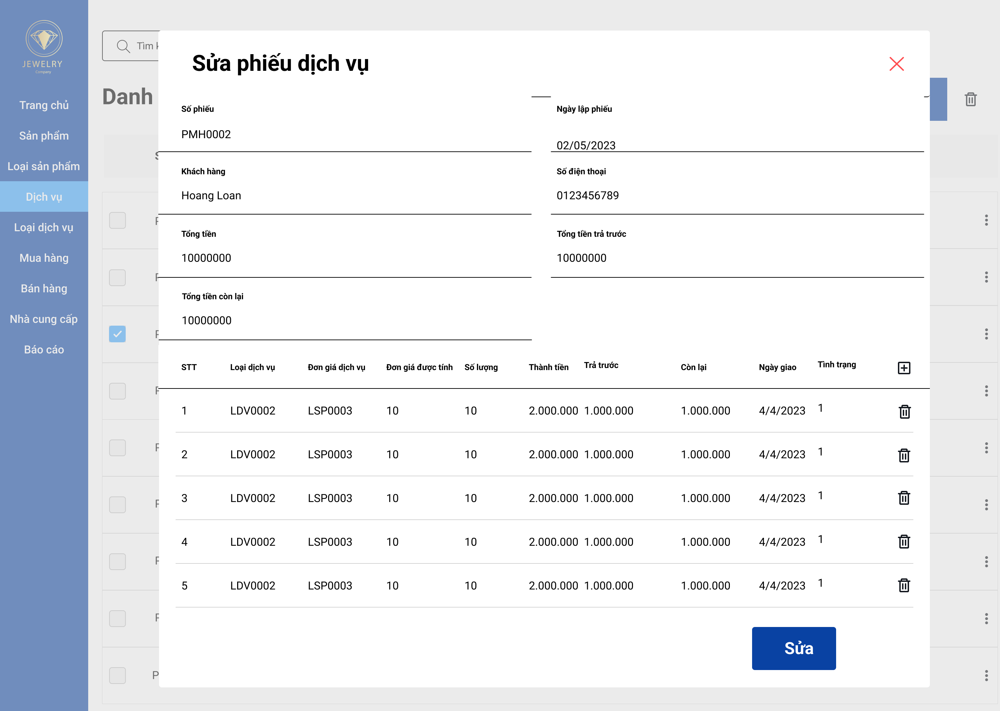 JEWELRY
Company
Trang chủ
Sản phẩm
Loại sản phẩm
Dịch vụ
Loại dịch vụ
Mua hàng
Bán hàng
Nhà cung cấp
Báo cáo
Tìm
Danh
Sửa phiếu dịch vụ
Số phiếu Ngày lập phiếu
PMH0002 02/05/2023
Khách hàng Số điện thoại
Hoang Loan 0123456789
Tổng tiền Tổng tiền trả trước
10000000 10000000
Tổng tiền còn lại
10000000
STT Loại dịch vụ Đơn giá dịch vụ Đơn giá được tính Số lượng Thành tiền Trả trước Còn lại Ngày giao Tình trạng
1 LDV0002 LSP0003 10 10 2.000.000 1.000.000 1.000.000 4/4/2023 1
2 LDV0002 LSP0003 10 10 2.000.000 1.000.000 1.000.000 4/4/2023 1
3 LDV0002 LSP0003 10 10 2.000.000 1.000.000 1.000.000 4/4/2023 1
4 LDV0002 LSP0003 10 10 2.000.000 1.000.000 1.000.000 4/4/2023 1
5 LDV0002 LSP0003 10 10 2.000.000 1.000.000 1.000.000 4/4/2023 1
Sửa